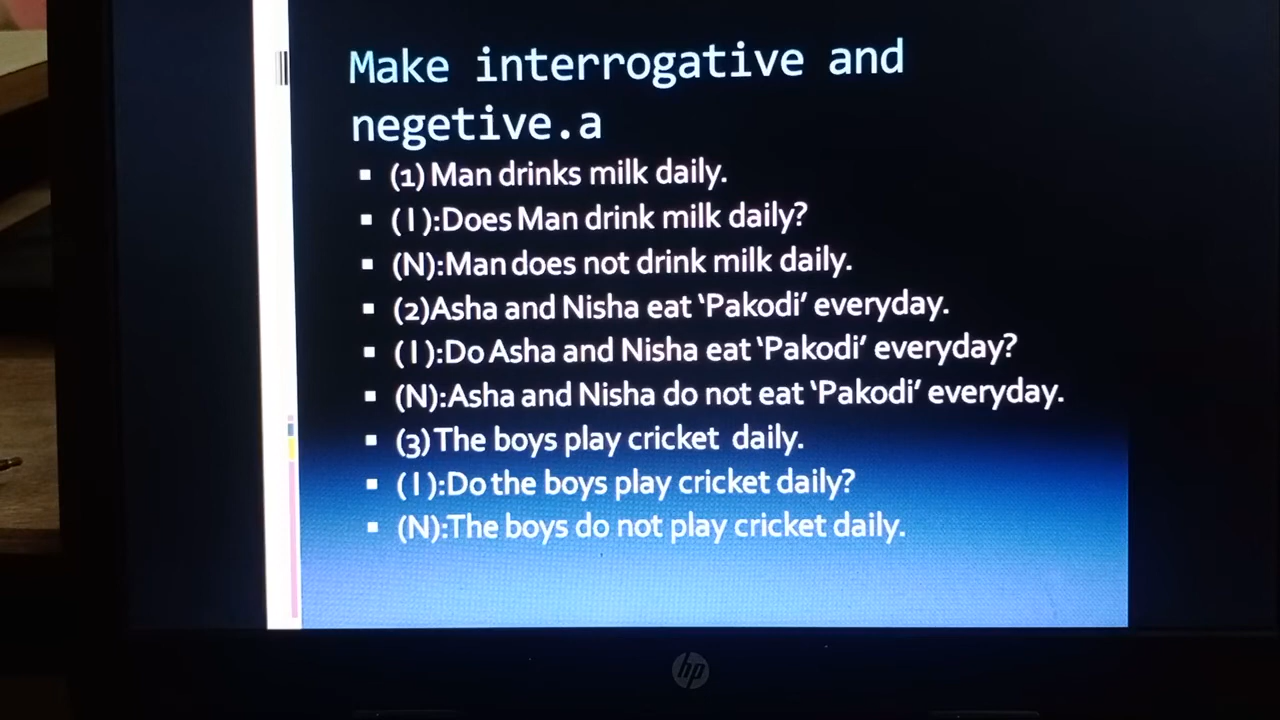 Make interrogative and
negetive.a
(1) Man drinks milk daily.
(I):Does Man drink milk daily?
(N):Man does not drink milk daily.
(2)Asha and Nisha eat ‘Pakodi’ everyday.
(I):Do Asha and Nisha eat ‘Pakodi’ everyday?
(N):Asha and Nisha do not eat ‘Pakodi’ everyday.
(3)The boys play cricket daily.
(I):Do the boys play cricket daily?
(N):The boys do not play cricket daily.
hp